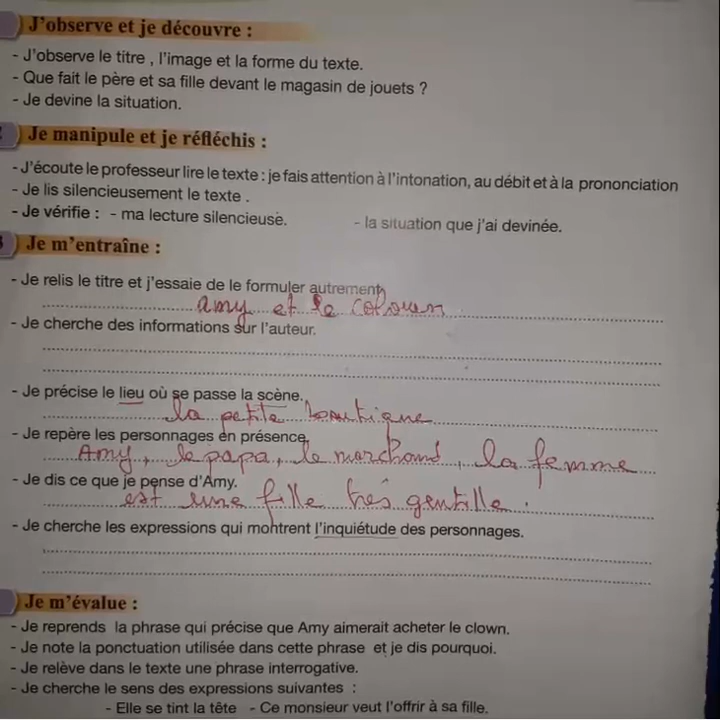 J'observe et je découvre :
- J'observe le titre , l'image et la forme du texte.
- Que fait le père et sa fille devant le magasin de jouets ?
- Je devine la situation.
Je manipule et je réfléchis :
- J'écoute le professeur lire le texte : je fais attention à l'intonation, au débit et à la prononciation
- Je lis silencieusement le texte .
- Je vérifie : - ma lecture silencieuse. - la situation que j'ai devinée.
3 Je m'entraîne :
- Je relis le titre et j'essaie de le formuler autrement
amy et le
- Je cherche des informations sur l'auteur.
- Je précise le lieu où se passe la scène.
la petite boutique
- Je repère les personnages en présence
Amy, le papa, le marchand, la femme
- Je dis ce que je pense d'Amy.
est une fille très gentille .
- Je cherche les expressions qui montrent l'inquiétude des personnages.
Je m'évalue :
- Je reprends la phrase qui précise que Amy aimerait acheter le clown.
- Je note la ponctuation utilisée dans cette phrase et je dis pourquoi.
- Je relève dans le texte une phrase interrogative.
- Je cherche le sens des expressions suivantes :
- Elle se tint la tête - Ce monsieur veut l'offrir à sa fille.